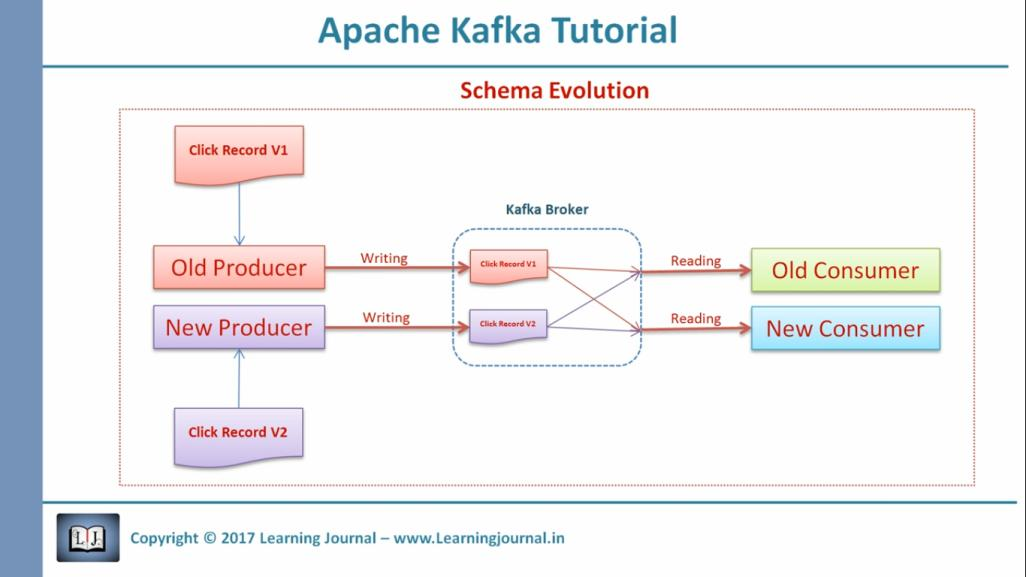 Apache Kafka Tutorial
Schema Evolution
Click Record V1
Kafka Broker
Old Producer
Writing
Click Record V1
Reading
Old Consumer
New Producer
Writing
Click Record V2
Reading
New Consumer
Click Record V2
L J
Copyright © 2017 Learning Journal – www.Learningjournal.in